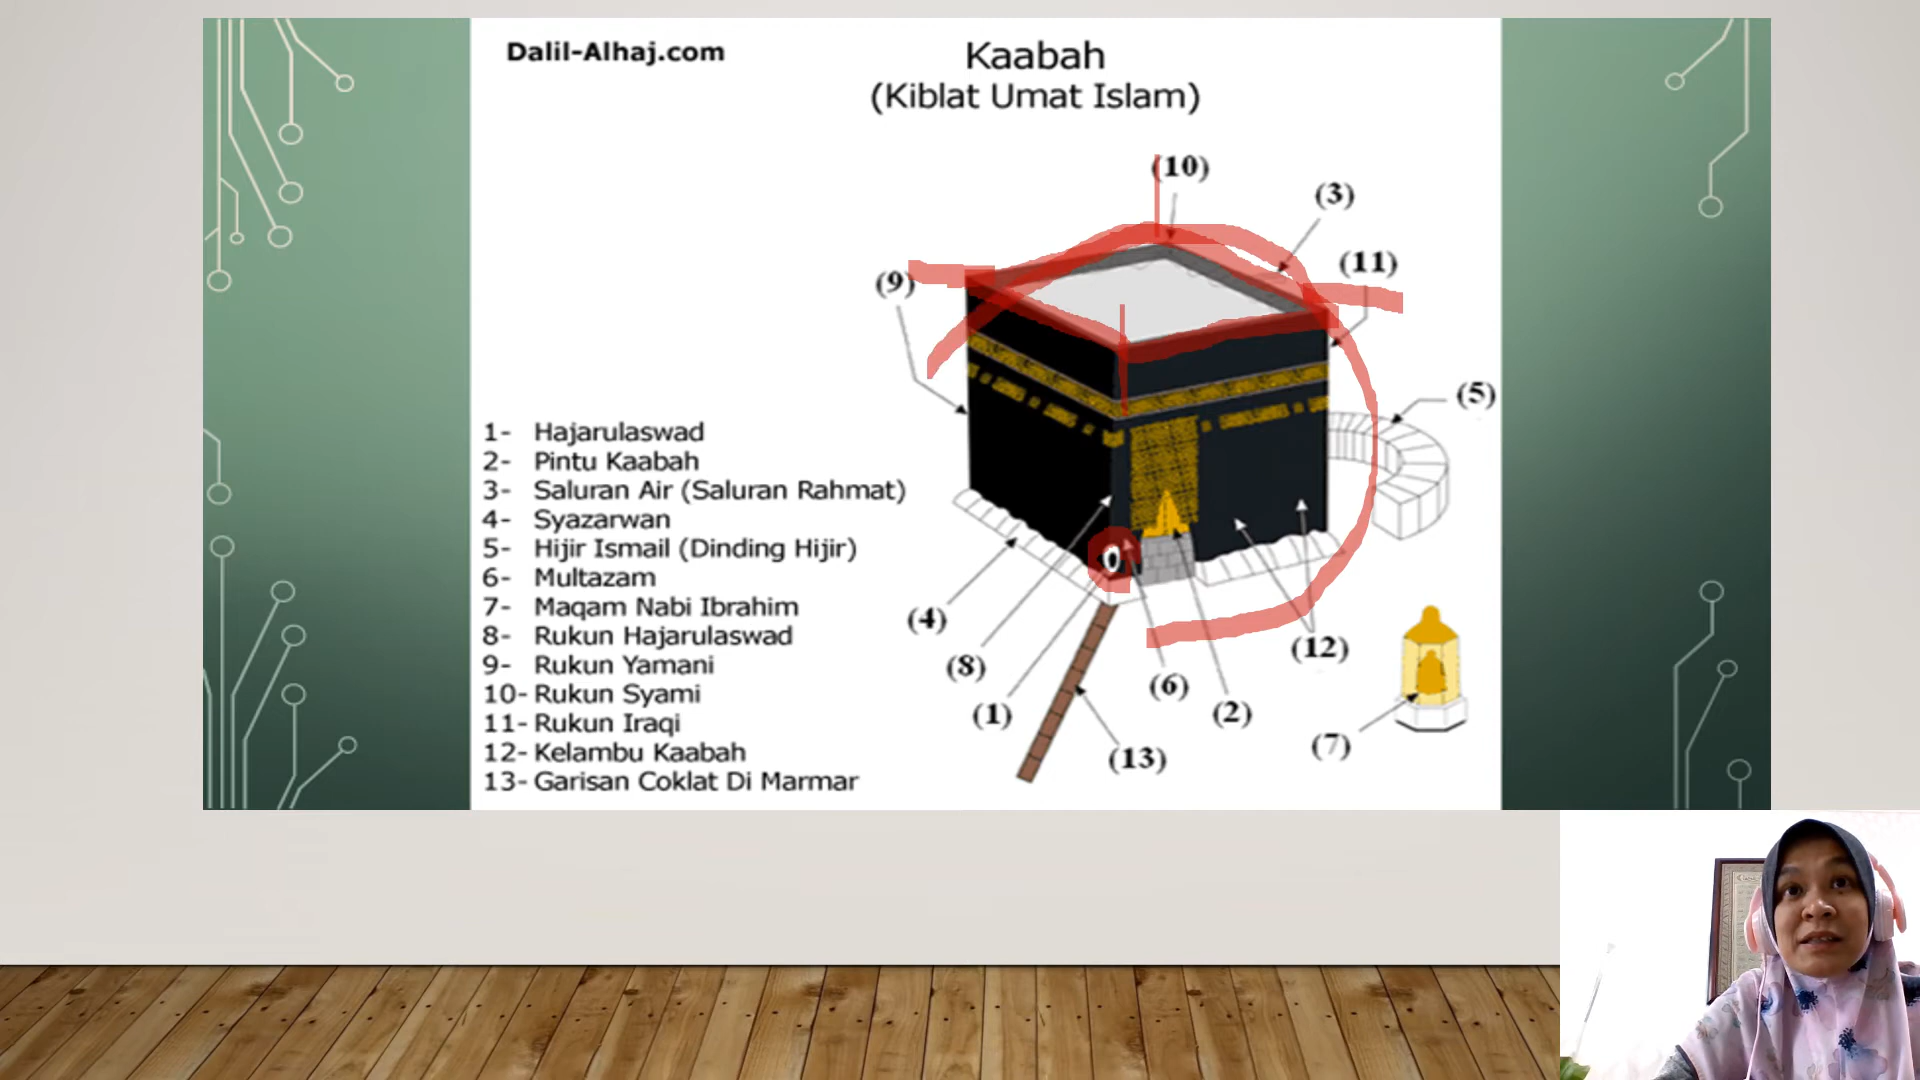 Dalil-Alhaj.com
Kaabah
(Kiblat Umat Islam)
(10)
(3)
(11)
(9)
(5)
1- Hajarulaswad
2- Pintu Kaabah
3- Saluran Air (Saluran Rahmat)
4- Syazarwan
5- Hijir Ismail (Dinding Hijir)
6- Multazam
7- Maqam Nabi Ibrahim
8- Rukun Hajarulaswad
9- Rukun Yamani
10- Rukun Syami
11- Rukun Iraqi
12- Kelambu Kaabah
13- Garisan Coklat Di Marmar
(4)
(8)
(12)
(6)
(1)
(2)
(7)
(13)